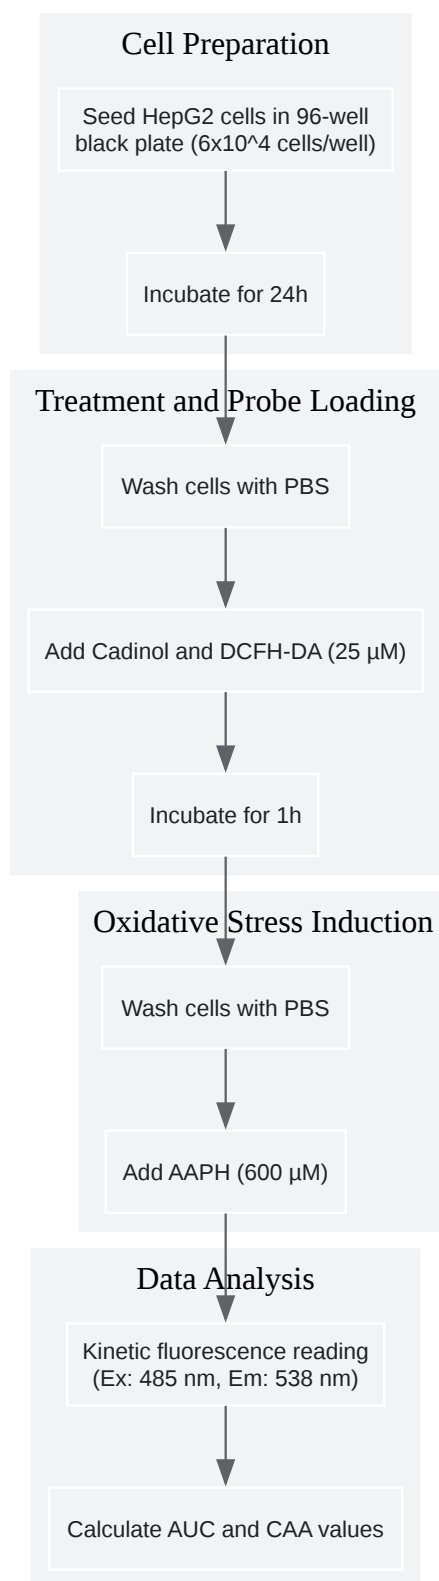 Cell Preparation
Seed HepG2 cells in 96-well
black plate (6x10^4 cells/well)
Incubate for 24h
Treatment and Probe Loading
Wash cells with PBS
Add Cadinol and DCFH-DA (25 µM)
Incubate for 1h
Oxidative Stress Induction
Wash cells with PBS
Add AAPH (600 µM)
Data Analysis
Kinetic fluorescence reading
(Ex: 485 nm, Em: 538 nm)
Calculate AUC and CAA values